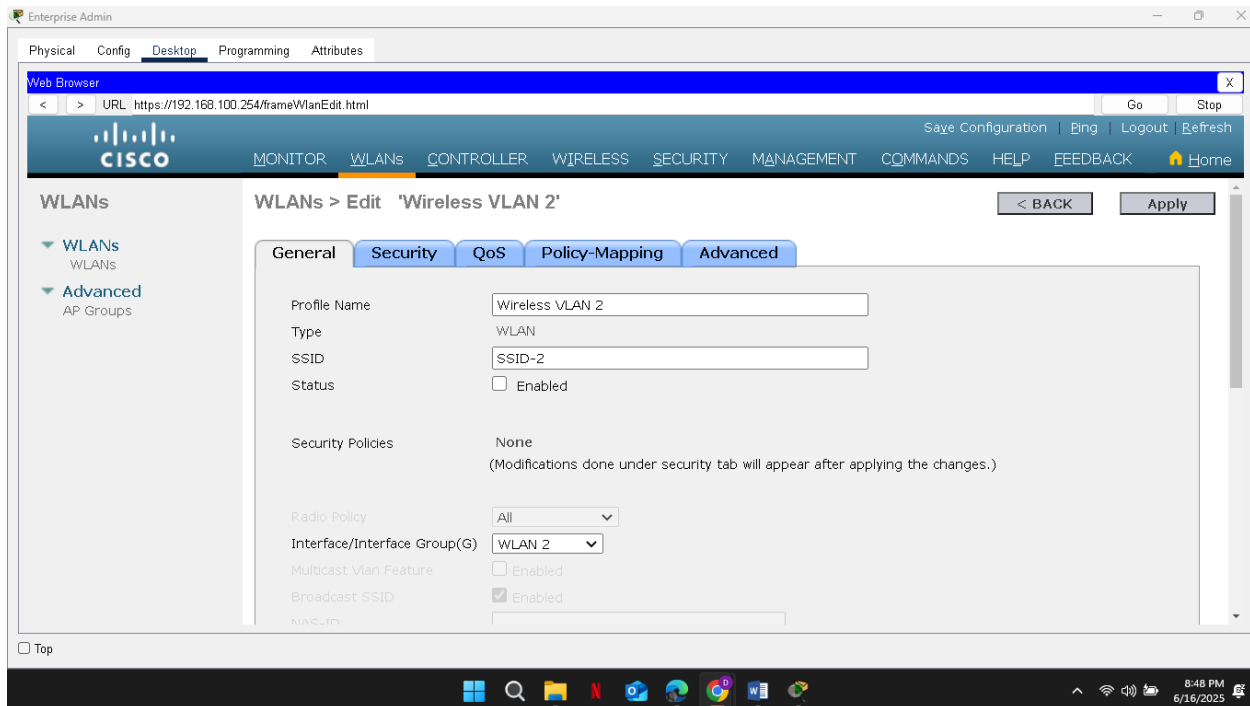 Enterprise Admin
Physical Config Desktop Programming Attributes
Web Browser X
< > URL https://192.168.100.254/frameWlanEdit.html Go Stop
Save Configuration | Ping | Logout | Refresh
CISCO MONITOR WLANs CONTROLLER WIRELESS SECURITY MANAGEMENT COMMANDS HELP FEEDBACK Home
WLANs
WLANs
WLANs
Advanced
AP Groups
WLANs > Edit 'Wireless VLAN 2' < BACK Apply
General Security QoS Policy-Mapping Advanced
Profile Name Wireless VLAN 2
Type WLAN
SSID SSID-2
Status Enabled
Security Policies None
(Modifications done under security tab will appear after applying the changes.)
Radio Policy All
Interface/Interface Group(G) WLAN 2
Multicast Vlan Feature Enabled
Broadcast SSID Enabled
NAS-ID
Top
8:48 PM
6/16/2025